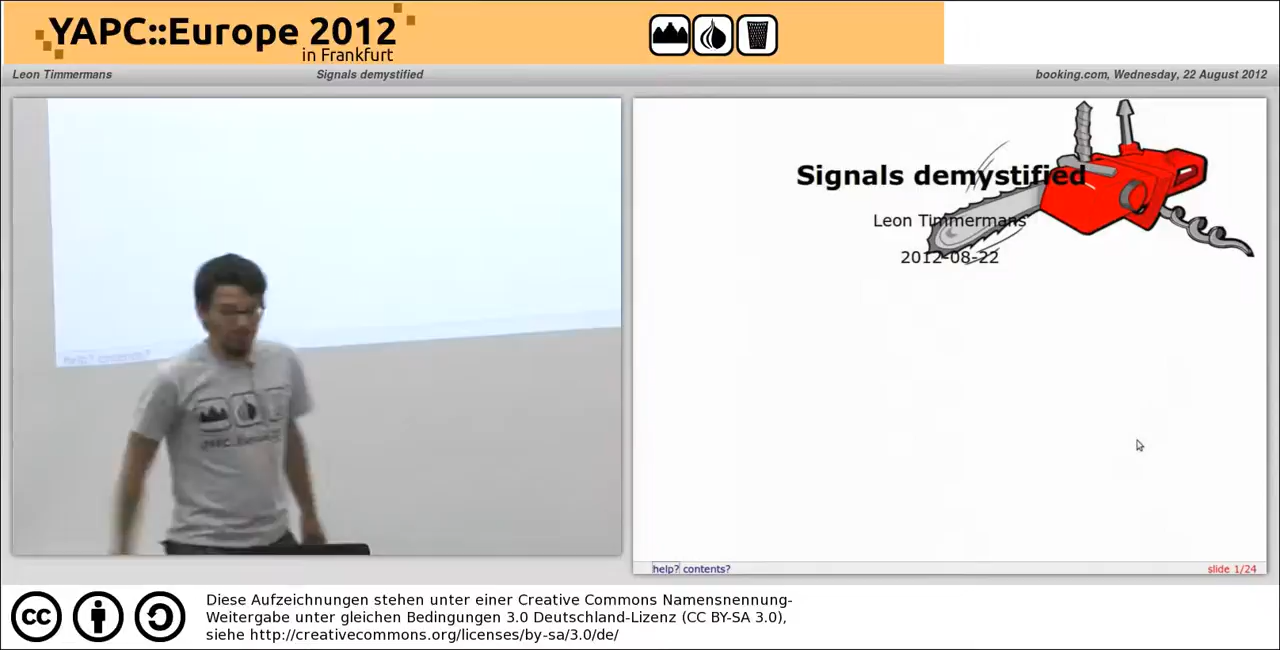 YAPC::Europe 2012
in Frankfurt
Leon Timmermans
Signals demystified
booking.com, Wednesday, 22 August 2012
Signals demystified
Leon Timmermans
2012-08-22
help? contents?
slide 1/24
Diese Aufzeichnungen stehen unter einer Creative Commons Namensnennung-
Weitergabe unter gleichen Bedingungen 3.0 Deutschland-Lizenz (CC BY-SA 3.0),
siehe http://creativecommons.org/licenses/by-sa/3.0/de/